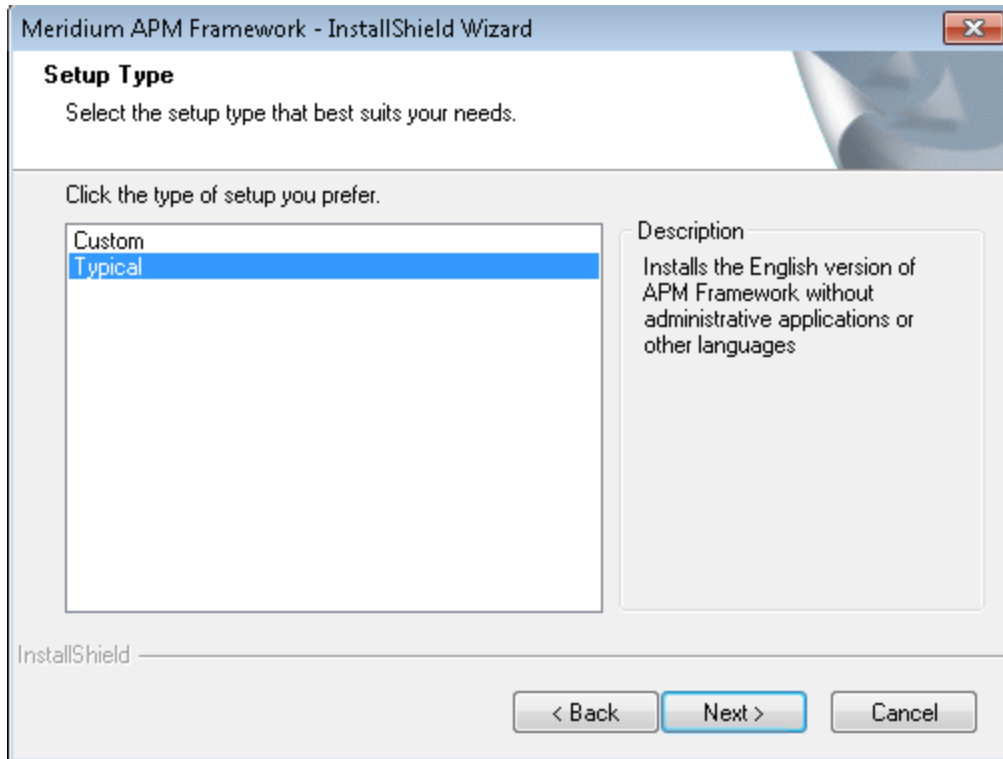 Meridium APM Framework - InstallShield Wizard
Setup Type
Select the setup type that best suits your needs.
Click the type of setup you prefer.
Custom
Typical
Description
Installs the English version of
APM Framework without
administrative applications or
other languages
InstallShield
< Back
Next >
Cancel